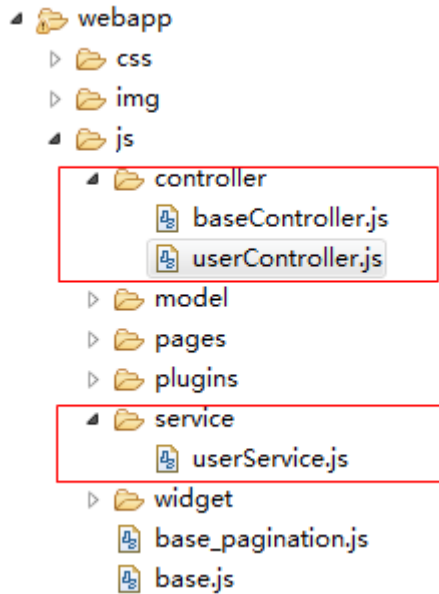 webapp
css
img
js
controller
baseController.js
userController.js
model
pages
plugins
service
userService.js
widget
base_pagination.js
base.js